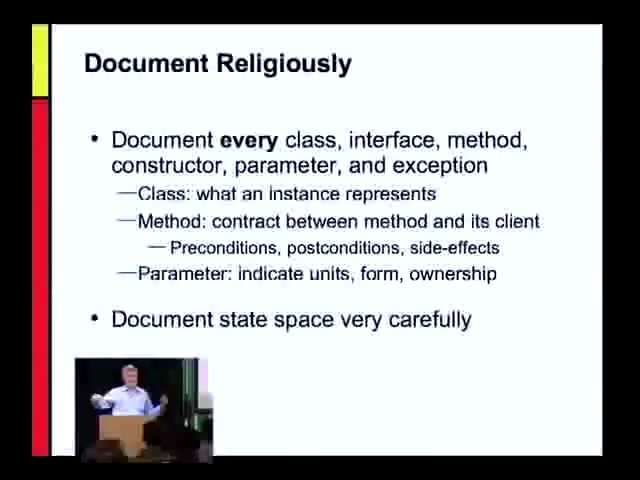 Document Religiously
• Document every class, interface, method,
constructor, parameter, and exception
—Class: what an instance represents
—Method: contract between method and its client
— Preconditions, postconditions, side-effects
—Parameter: indicate units, form, ownership
• Document state space very carefully